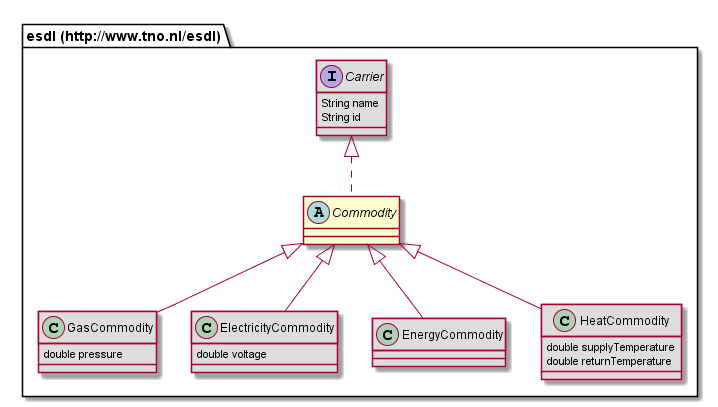 esdl (http://www.tno.nl/esdl)
I Carrier
String name
String id
A Commodity
C GasCommodity
double pressure
C ElectricityCommodity
double voltage
C EnergyCommodity
C HeatCommodity
double supplyTemperature
double returnTemperature